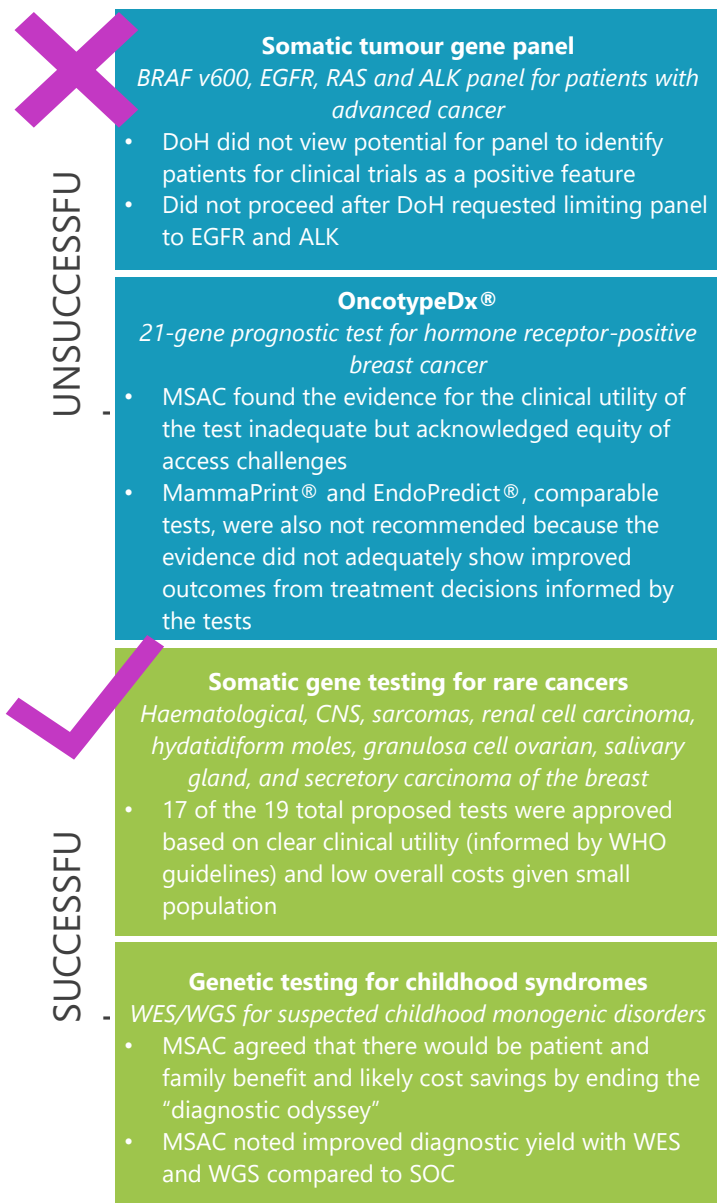 UNSUCCESSFU
Somatic tumour gene panel
BRAF v600, EGFR, RAS and ALK panel for patients with
advanced cancer
• DoH did not view potential for panel to identify
patients for clinical trials as a positive feature
• Did not proceed after DoH requested limiting panel
to EGFR and ALK
OncotypeDx®
21-gene prognostic test for hormone receptor-positive
breast cancer
• MSAC found the evidence for the clinical utility of
the test inadequate but acknowledged equity of
access challenges
• MammaPrint® and EndoPredict®, comparable
tests, were also not recommended because the
evidence did not adequately show improved
outcomes from treatment decisions informed by
the tests
SUCCESSFU
Somatic gene testing for rare cancers
Haematological, CNS, sarcomas, renal cell carcinoma,
hydatidiform moles, granulosa cell ovarian, salivary
gland, and secretory carcinoma of the breast
• 17 of the 19 total proposed tests were approved
based on clear clinical utility (informed by WHO
guidelines) and low overall costs given small
population
Genetic testing for childhood syndromes
WES/WGS for suspected childhood monogenic disorders
• MSAC agreed that there would be patient and
family benefit and likely cost savings by ending the
“diagnostic odyssey”
• MSAC noted improved diagnostic yield with WES
and WGS compared to SOC